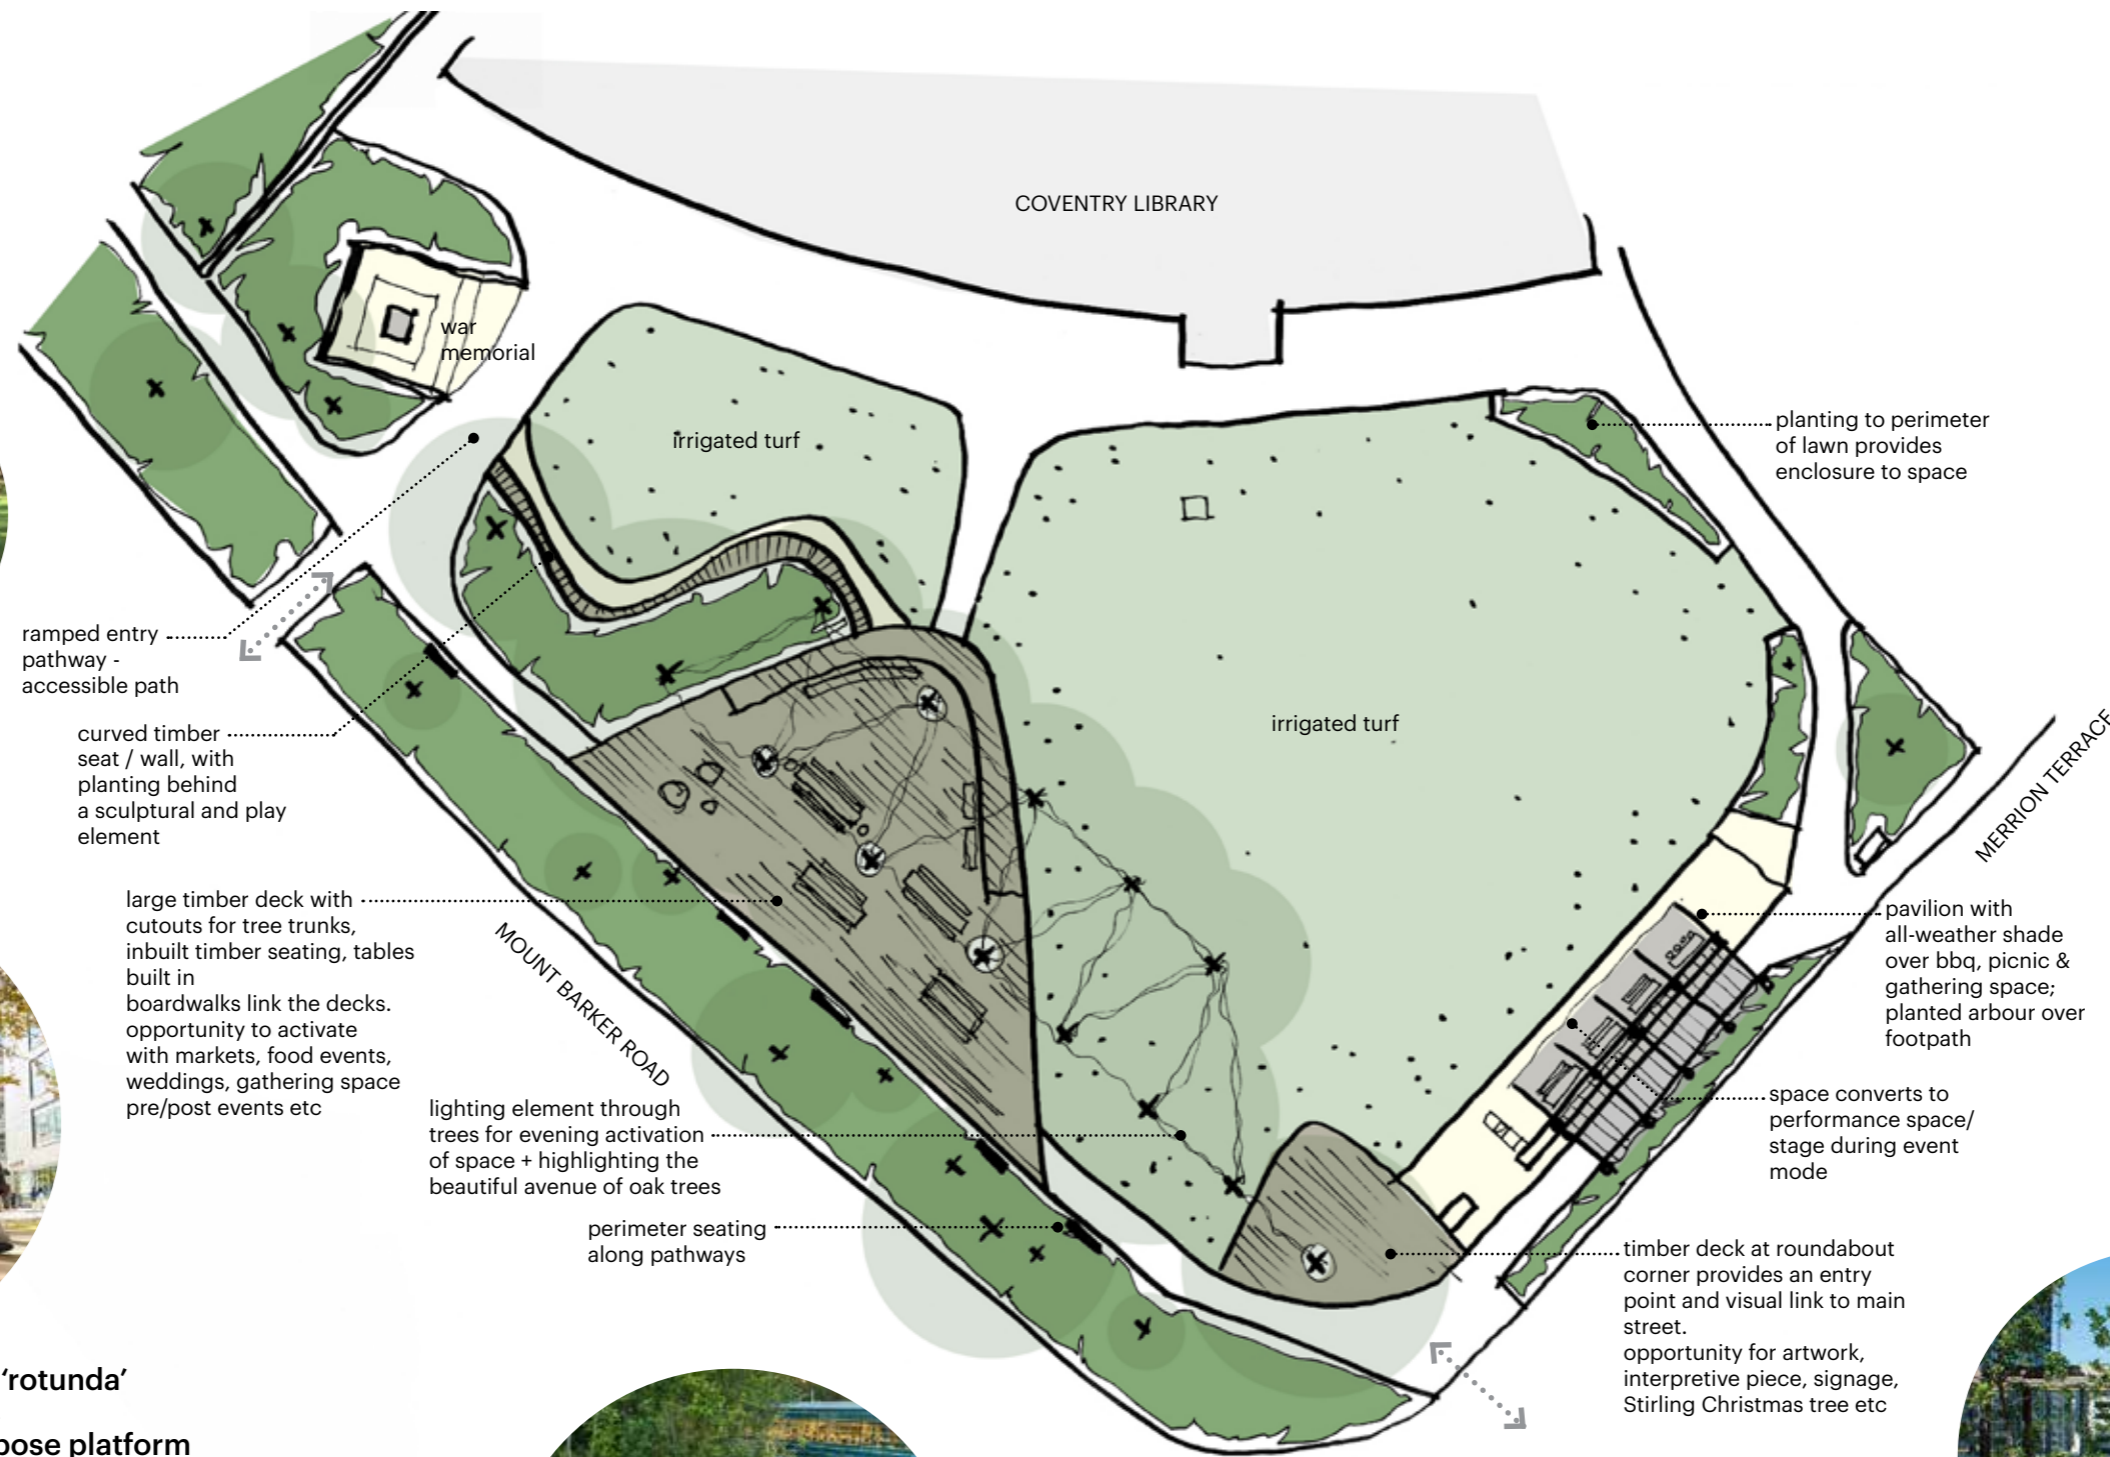 COVENTRY LIBRARY
war
memorial
irrigated turf
planting to perimeter
of lawn provides
enclosure to space
ramped entry
pathway -
accessible path
curved timber
seat / wall, with
planting behind
a sculptural and play
element
irrigated turf
MERRION TERRACE
large timber deck with
cutouts for tree trunks,
inbuilt timber seating, tables
built in
boardwalks link the decks.
opportunity to activate
with markets, food events,
weddings, gathering space
pre/post events etc
MOUNT BARKER ROAD
pavilion with
all-weather shade
over bbq, picnic &
gathering space;
planted arbour over
footpath
lighting element through
trees for evening activation
of space + highlighting the
beautiful avenue of oak trees
space converts to
performance space/
stage during event
mode
perimeter seating
along pathways
timber deck at roundabout
corner provides an entry
point and visual link to main
street.
opportunity for artwork,
interpretive piece, signage,
Stirling Christmas tree etc
‘rotunda’
pose platform